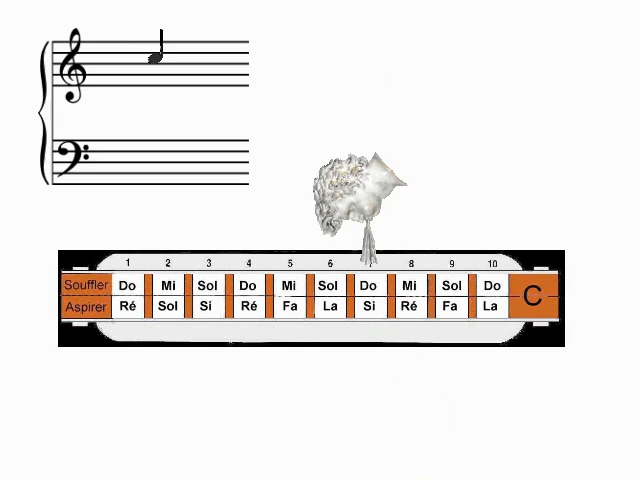 1 2 3 4 5 6 7 8 9 10
Souffler Do Mi Sol Do Mi Sol Do Mi Sol Do
Aspirer Ré Sol Si Ré Fa La Si Ré Fa La
C